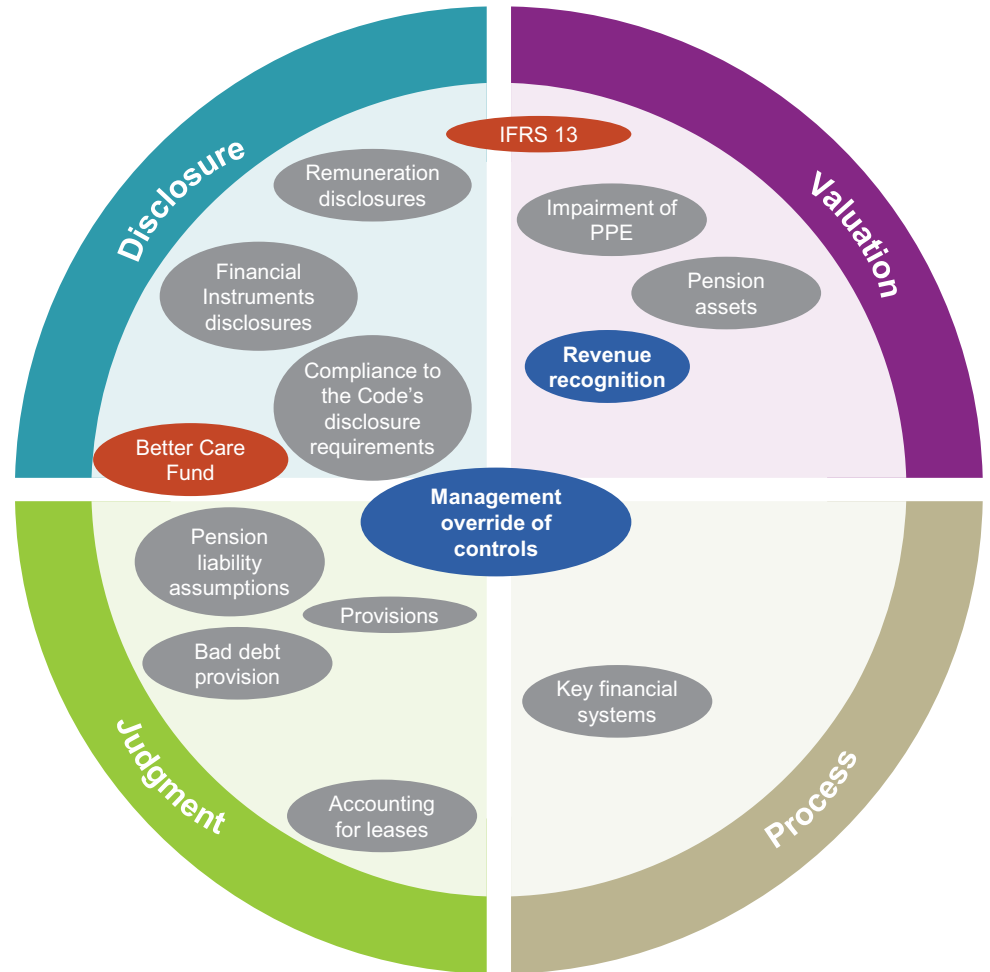 Disclosure
Valuation
IFRS 13
Remuneration
disclosures
Impairment of
PPE
Financial
Instruments
disclosures
Pension
assets
Revenue
recognition
Compliance to
the Code’s
disclosure
requirements
Better Care
Fund
Management
override of
controls
Pension
liability
assumptions
Provisions
Bad debt
provision
Key financial
systems
Accounting
for leases
Judgment
Process